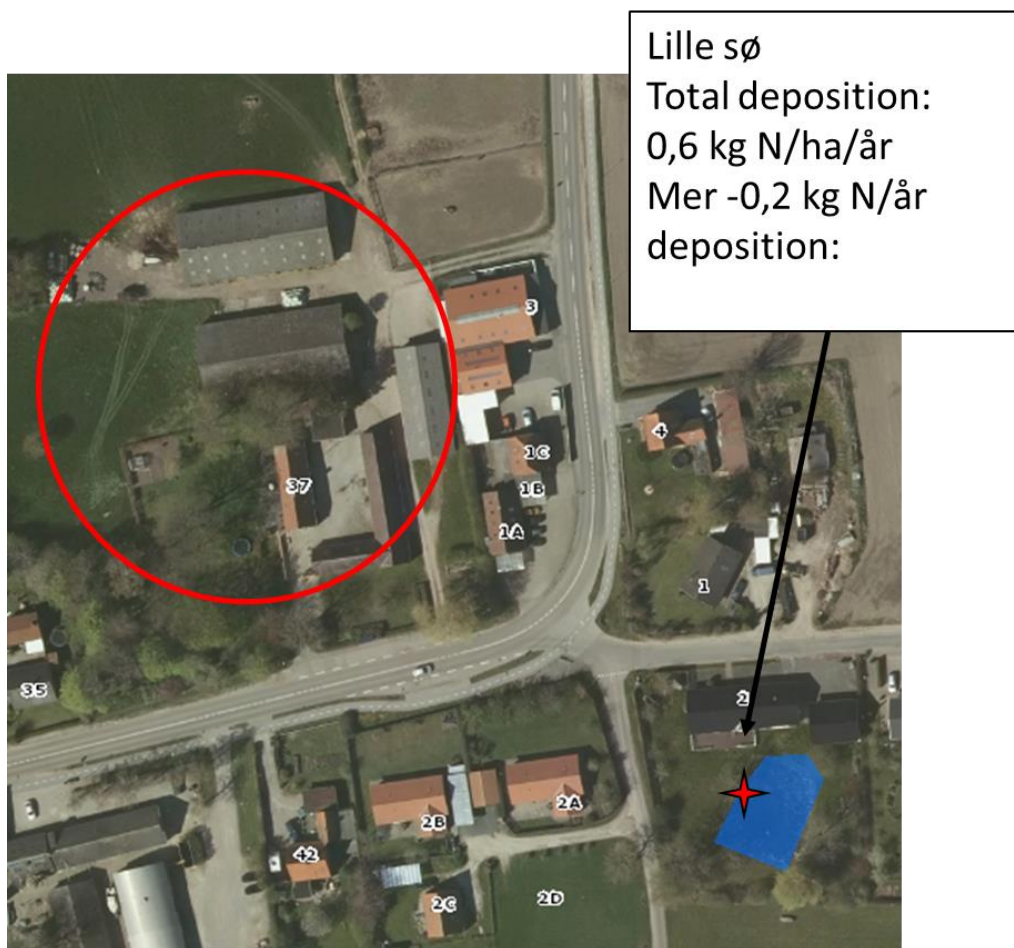 Lille sø
Total deposition:
0,6 kg N/ha/år
Mer -0,2 kg N/år
deposition:
3
4
1C
37
1B
1A
1
35
2
2A
2B
42
2C
2D